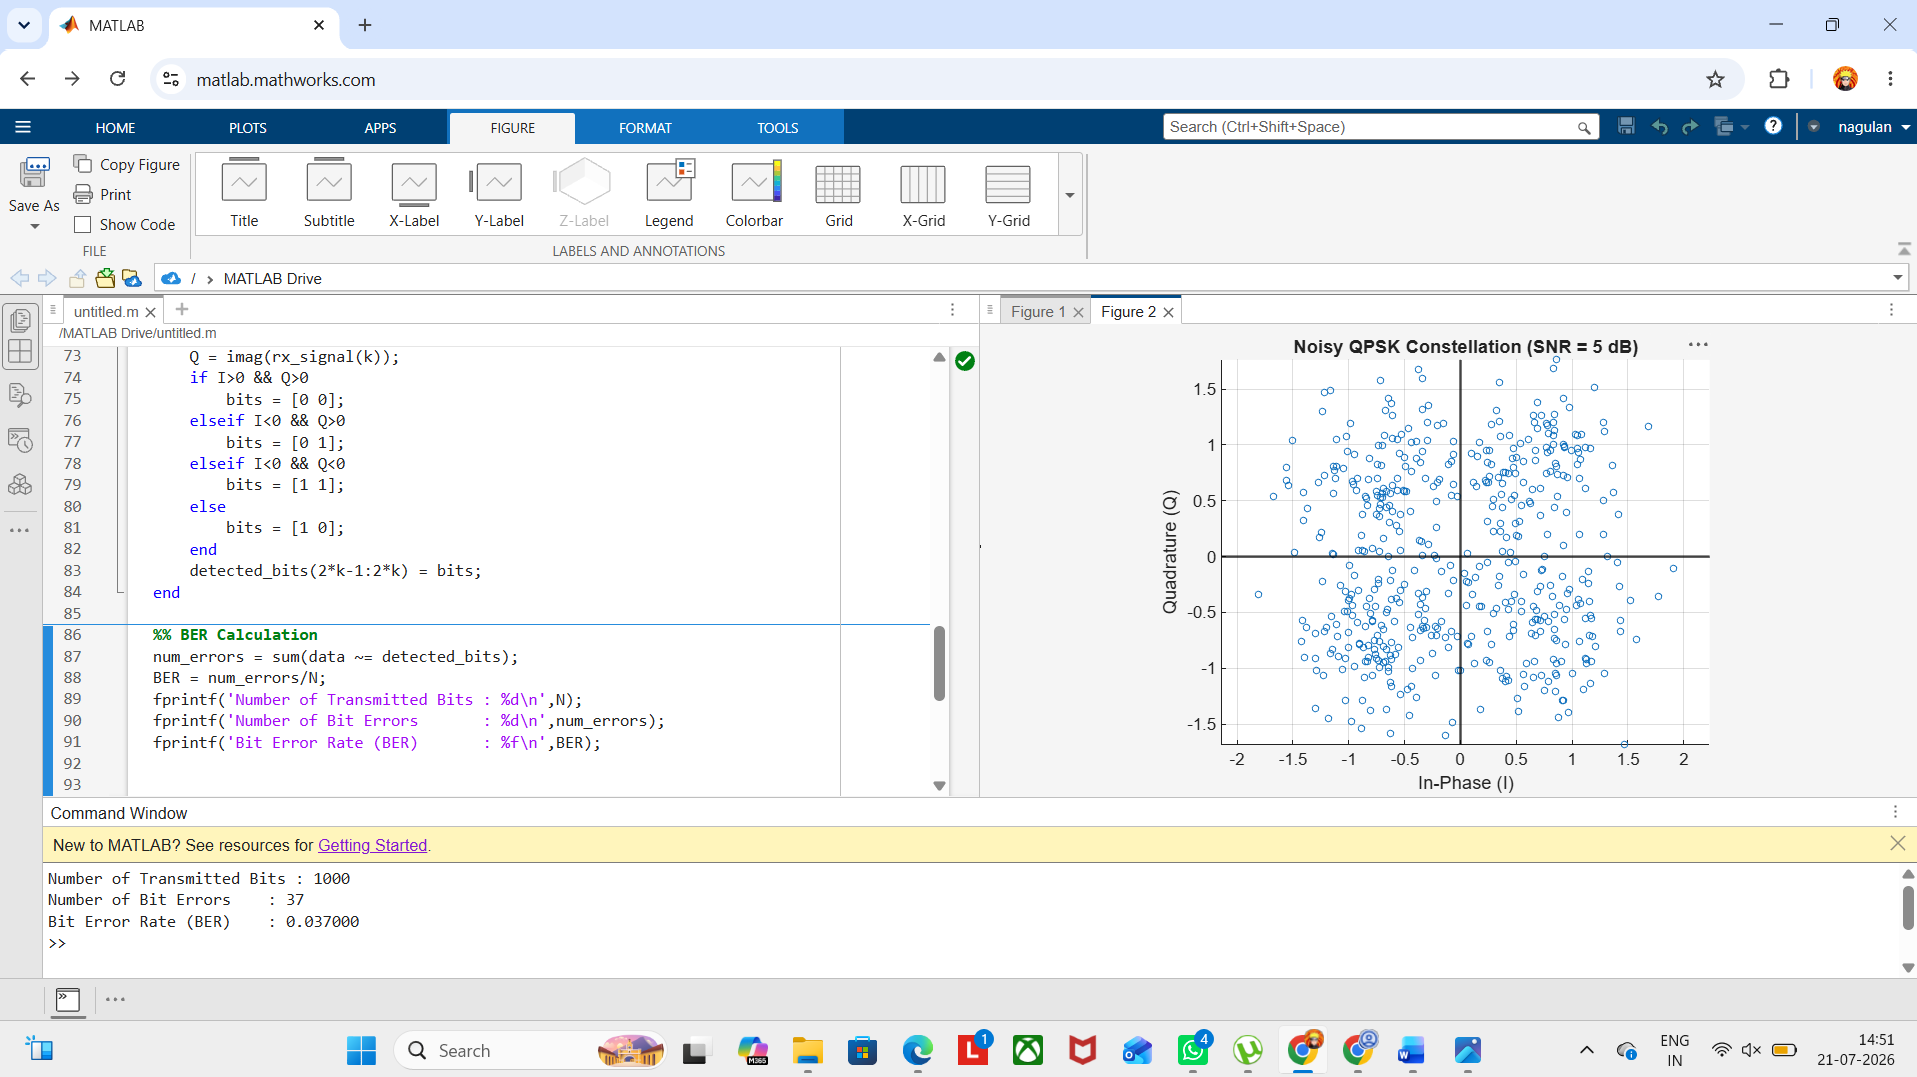 MATLAB
matlab.mathworks.com
HOME
PLOTS
APPS
FIGURE
FORMAT
TOOLS
Search (Ctrl+Shift+Space)
nagulan
Save As
Copy Figure
Print
Show Code
FILE
Title
Subtitle
X-Label
Y-Label
Z-Label
Legend
Colorbar
Grid
X-Grid
Y-Grid
LABELS AND ANNOTATIONS
/ › MATLAB Drive
untitled.m
/MATLAB Drive/untitled.m
73 Q = imag(rx_signal(k));
74 if I>0 && Q>0
75 bits = [0 0];
76 elseif I<0 && Q>0
77 bits = [0 1];
78 elseif I<0 && Q<0
79 bits = [1 1];
80 else
81 bits = [1 0];
82 end
83 detected_bits(2*k-1:2*k) = bits;
84 end
85
86 %% BER Calculation
87 num_errors = sum(data ~= detected_bits);
88 BER = num_errors/N;
89 fprintf('Number of Transmitted Bits : %d\n',N);
90 fprintf('Number of Bit Errors       : %d\n',num_errors);
91 fprintf('Bit Error Rate (BER)       : %f\n',BER);
92
93
Figure 1
Figure 2
Noisy QPSK Constellation (SNR = 5 dB)
Quadrature (Q)
1.5
1
0.5
0
-0.5
-1
-1.5
-2 -1.5 -1 -0.5 0 0.5 1 1.5 2
In-Phase (I)
Command Window
New to MATLAB? See resources for Getting Started.
Number of Transmitted Bits : 1000
Number of Bit Errors    : 37
Bit Error Rate (BER)    : 0.037000
>>
Search
M365
1
4
ENG
IN
14:51
21-07-2026